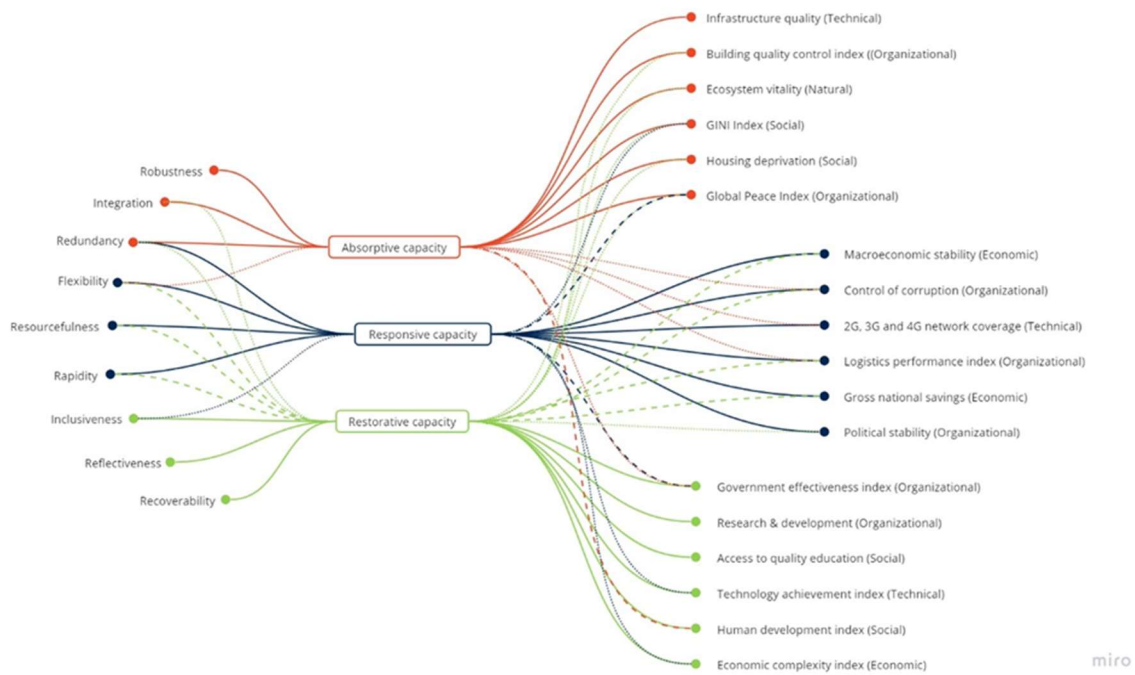 Robustness
Integration
Redundancy
Flexibility
Resourcefulness
Rapidity
Inclusiveness
Reflectiveness
Recoverability
Absorptive capacity
Responsive capacity
Restorative capacity
Infrastructure quality (Technical)
Building quality control index ((Organizational)
Ecosystem vitality (Natural)
GINI Index (Social)
Housing deprivation (Social)
Global Peace Index (Organizational)
Macroeconomic stability (Economic)
Control of corruption (Organizational)
2G, 3G and 4G network coverage (Technical)
Logistics performance index (Organizational)
Gross national savings (Economic)
Political stability (Organizational)
Government effectiveness index (Organizational)
Research & development (Organizational)
Access to quality education (Social)
Technology achievement index (Technical)
Human development index (Social)
Economic complexity index (Economic)
miro